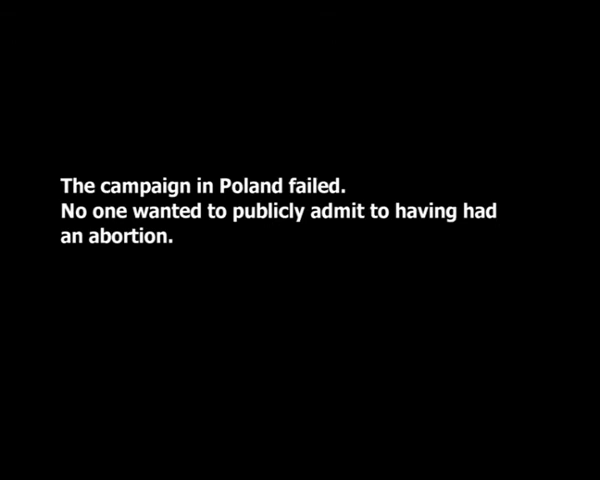 The campaign in Poland failed.
No one wanted to publicly admit to having had
an abortion.